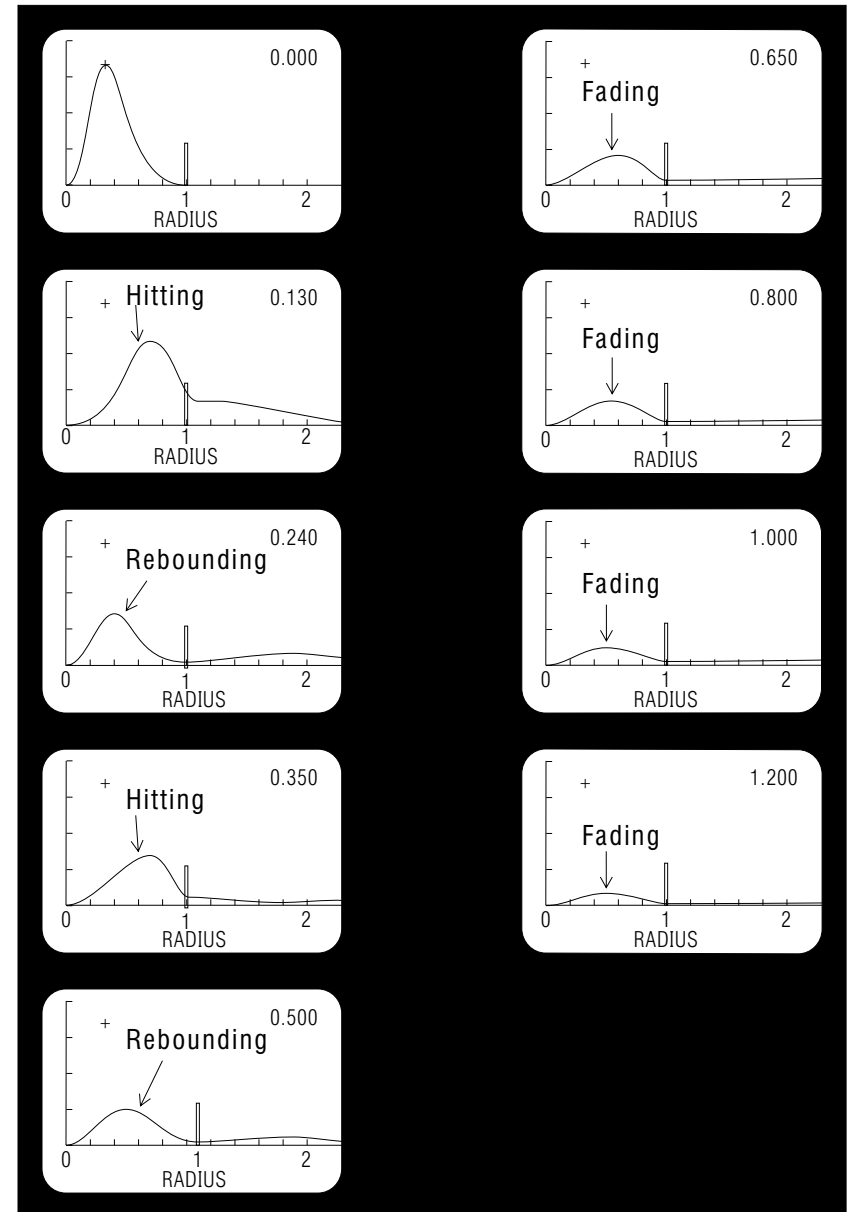 0.000
0 1 2
RADIUS
Hitting 0.130
0 1 2
RADIUS
0.240
Rebounding
0 1 2
RADIUS
0.350
Hitting
0 1 2
RADIUS
0.500
Rebounding
0 1 2
RADIUS
0.650
Fading
0 1 2
RADIUS
0.800
Fading
0 1 2
RADIUS
1.000
Fading
0 1 2
RADIUS
1.200
Fading
0 1 2
RADIUS